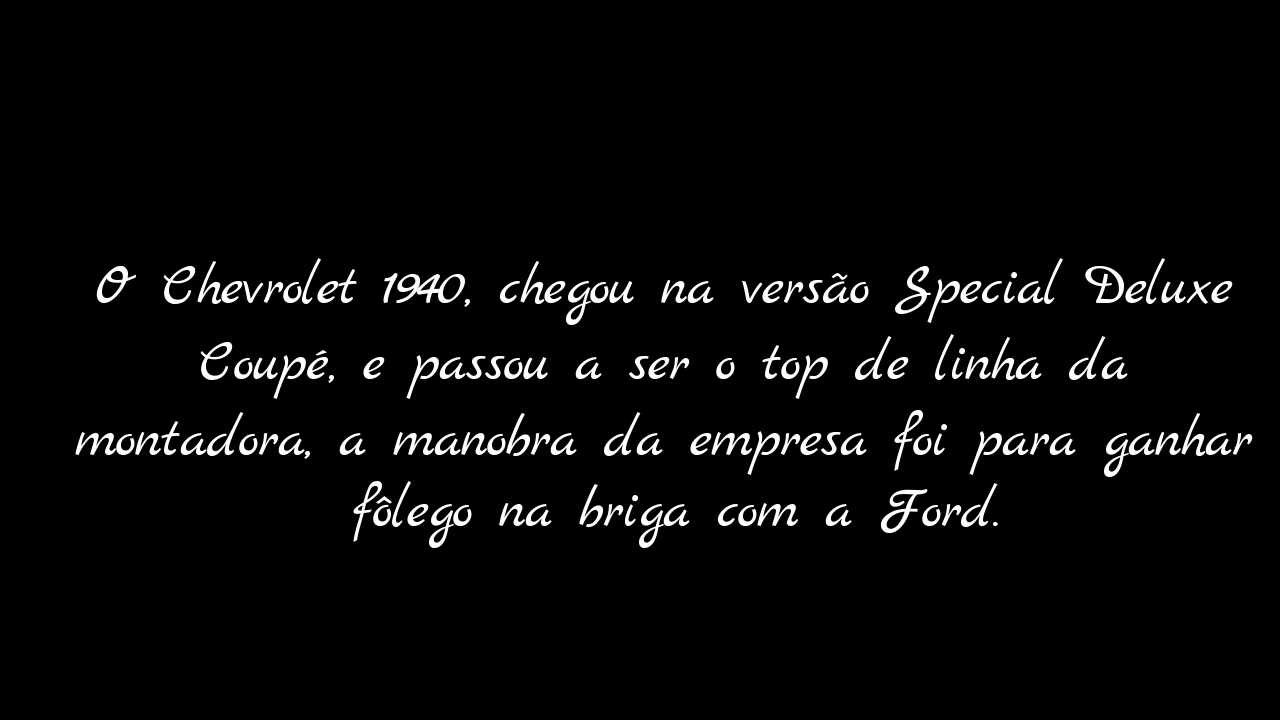 O Chevrolet 1940, chegou na versão Special Deluxe
Coupé, e passou a ser o top de linha da
montadora, a manobra da empresa foi para ganhar
fôlego na briga com a Ford.